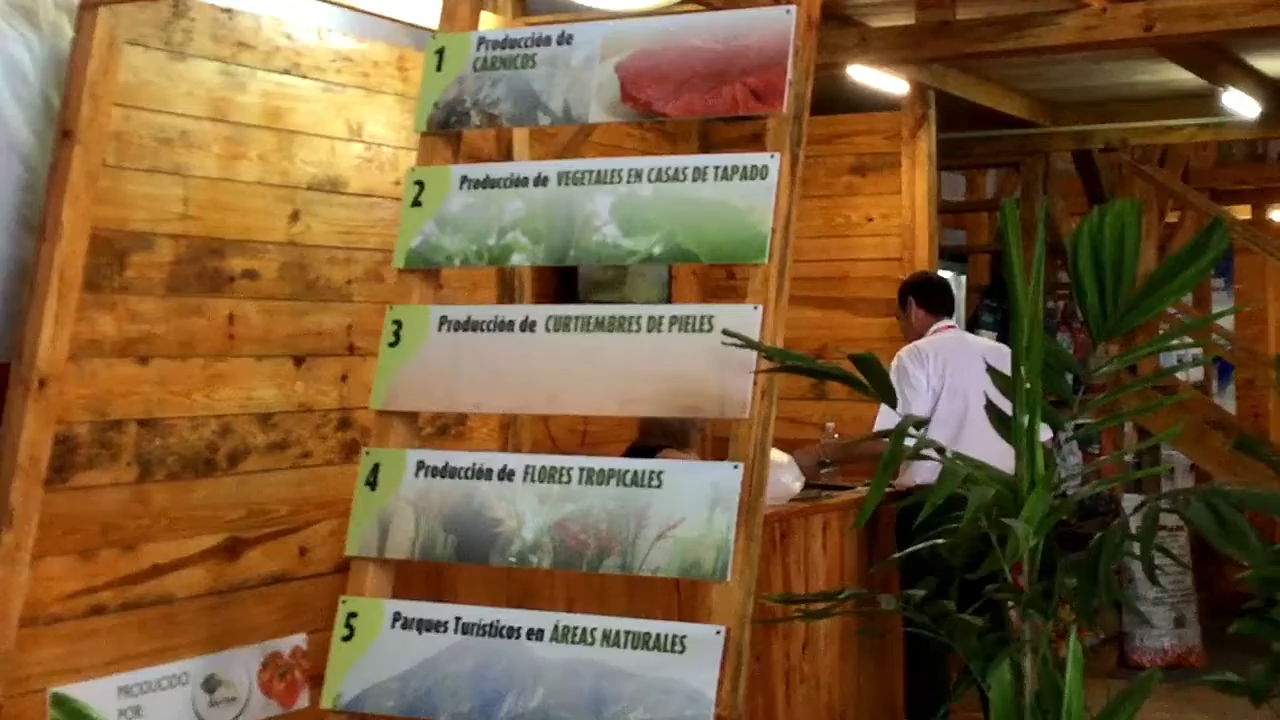 1 Producción de
CÁRNICOS
2 Producción de VEGETALES EN CASAS DE TAPADO
3 Producción de CURTIEMBRES DE PIELES
4 Producción de FLORES TROPICALES
5 Parques Turísticos en ÁREAS NATURALES
PRODUCIDO
POR: